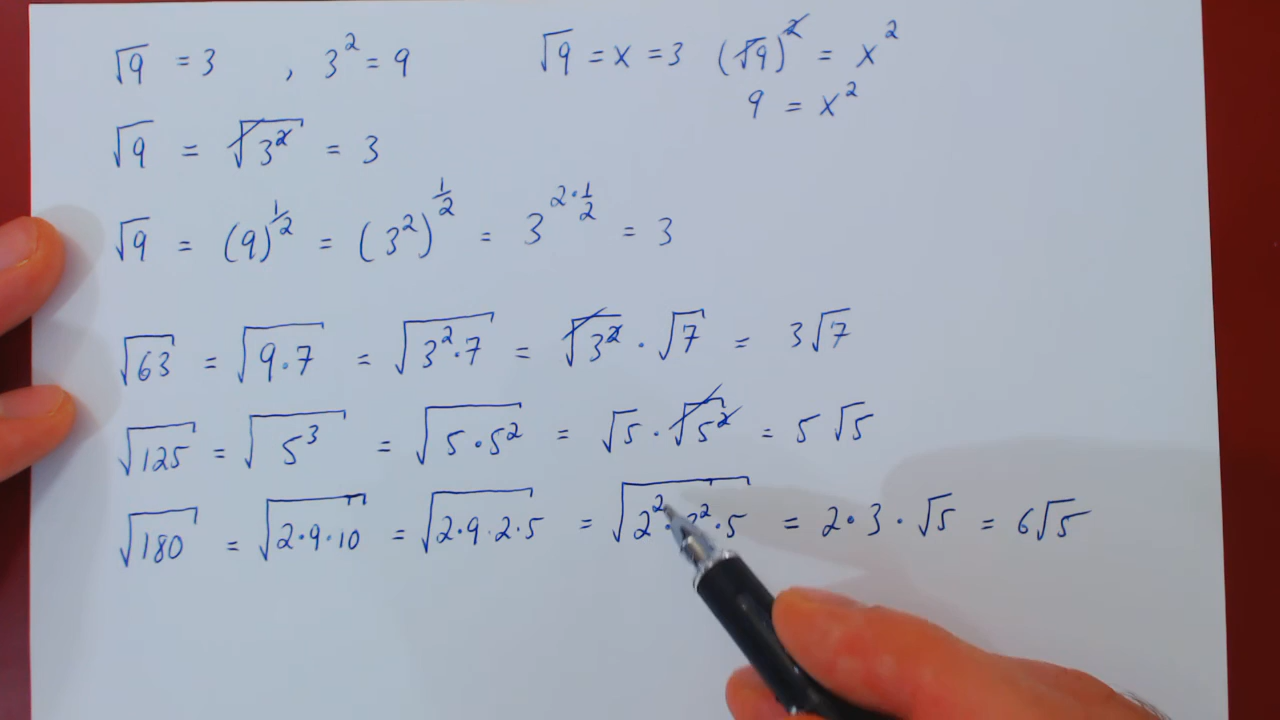 √9 = 3 , 3² = 9 √9 = x = 3 (√9)² = x²
9 = x²
√9 = √3² = 3
√9 = (9)^½ = (3²)^½ = 3^(2·½) = 3
√63 = √9·7 = √3²·7 = √3² · √7 = 3√7
√125 = √5³ = √5·5² = √5 · √5² = 5√5
√180 = √2·9·10 = √2·9·2·5 = √2²· ²·5 = 2·3·√5 = 6√5